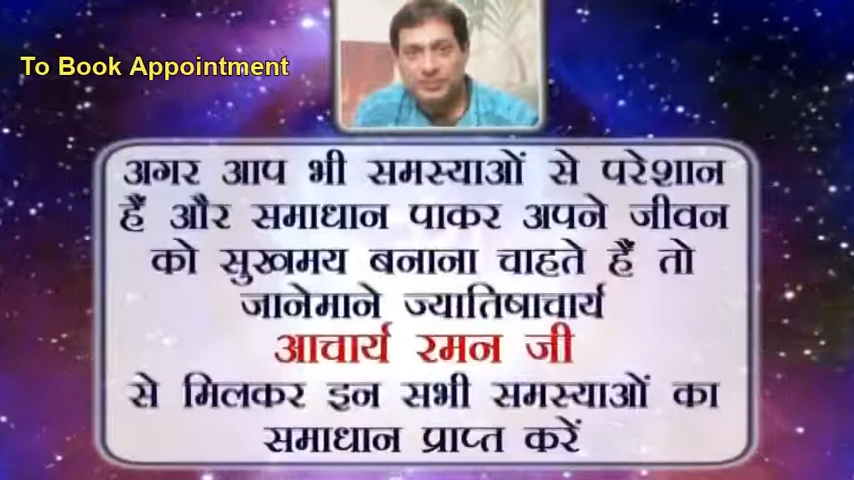 To Book Appointment
अगर आप भी समस्याओं से परेशान
हैं और समाधान पाकर अपने जीवन
को सुखमय बनाना चाहते हैं तो
जानेमाने ज्यातिषाचार्य
आचार्य रमन जी
से मिलकर इन सभी समस्याओं का
समाधान प्राप्त करें